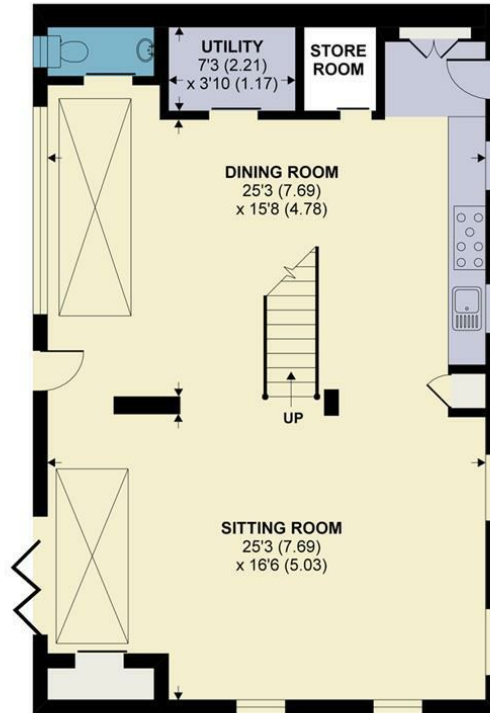 UTILITY
7'3 (2.21)
x 3'10 (1.17)
STORE
ROOM
DINING ROOM
25'3 (7.69)
x 15'8 (4.78)
UP
SITTING ROOM
25'3 (7.69)
x 16'6 (5.03)